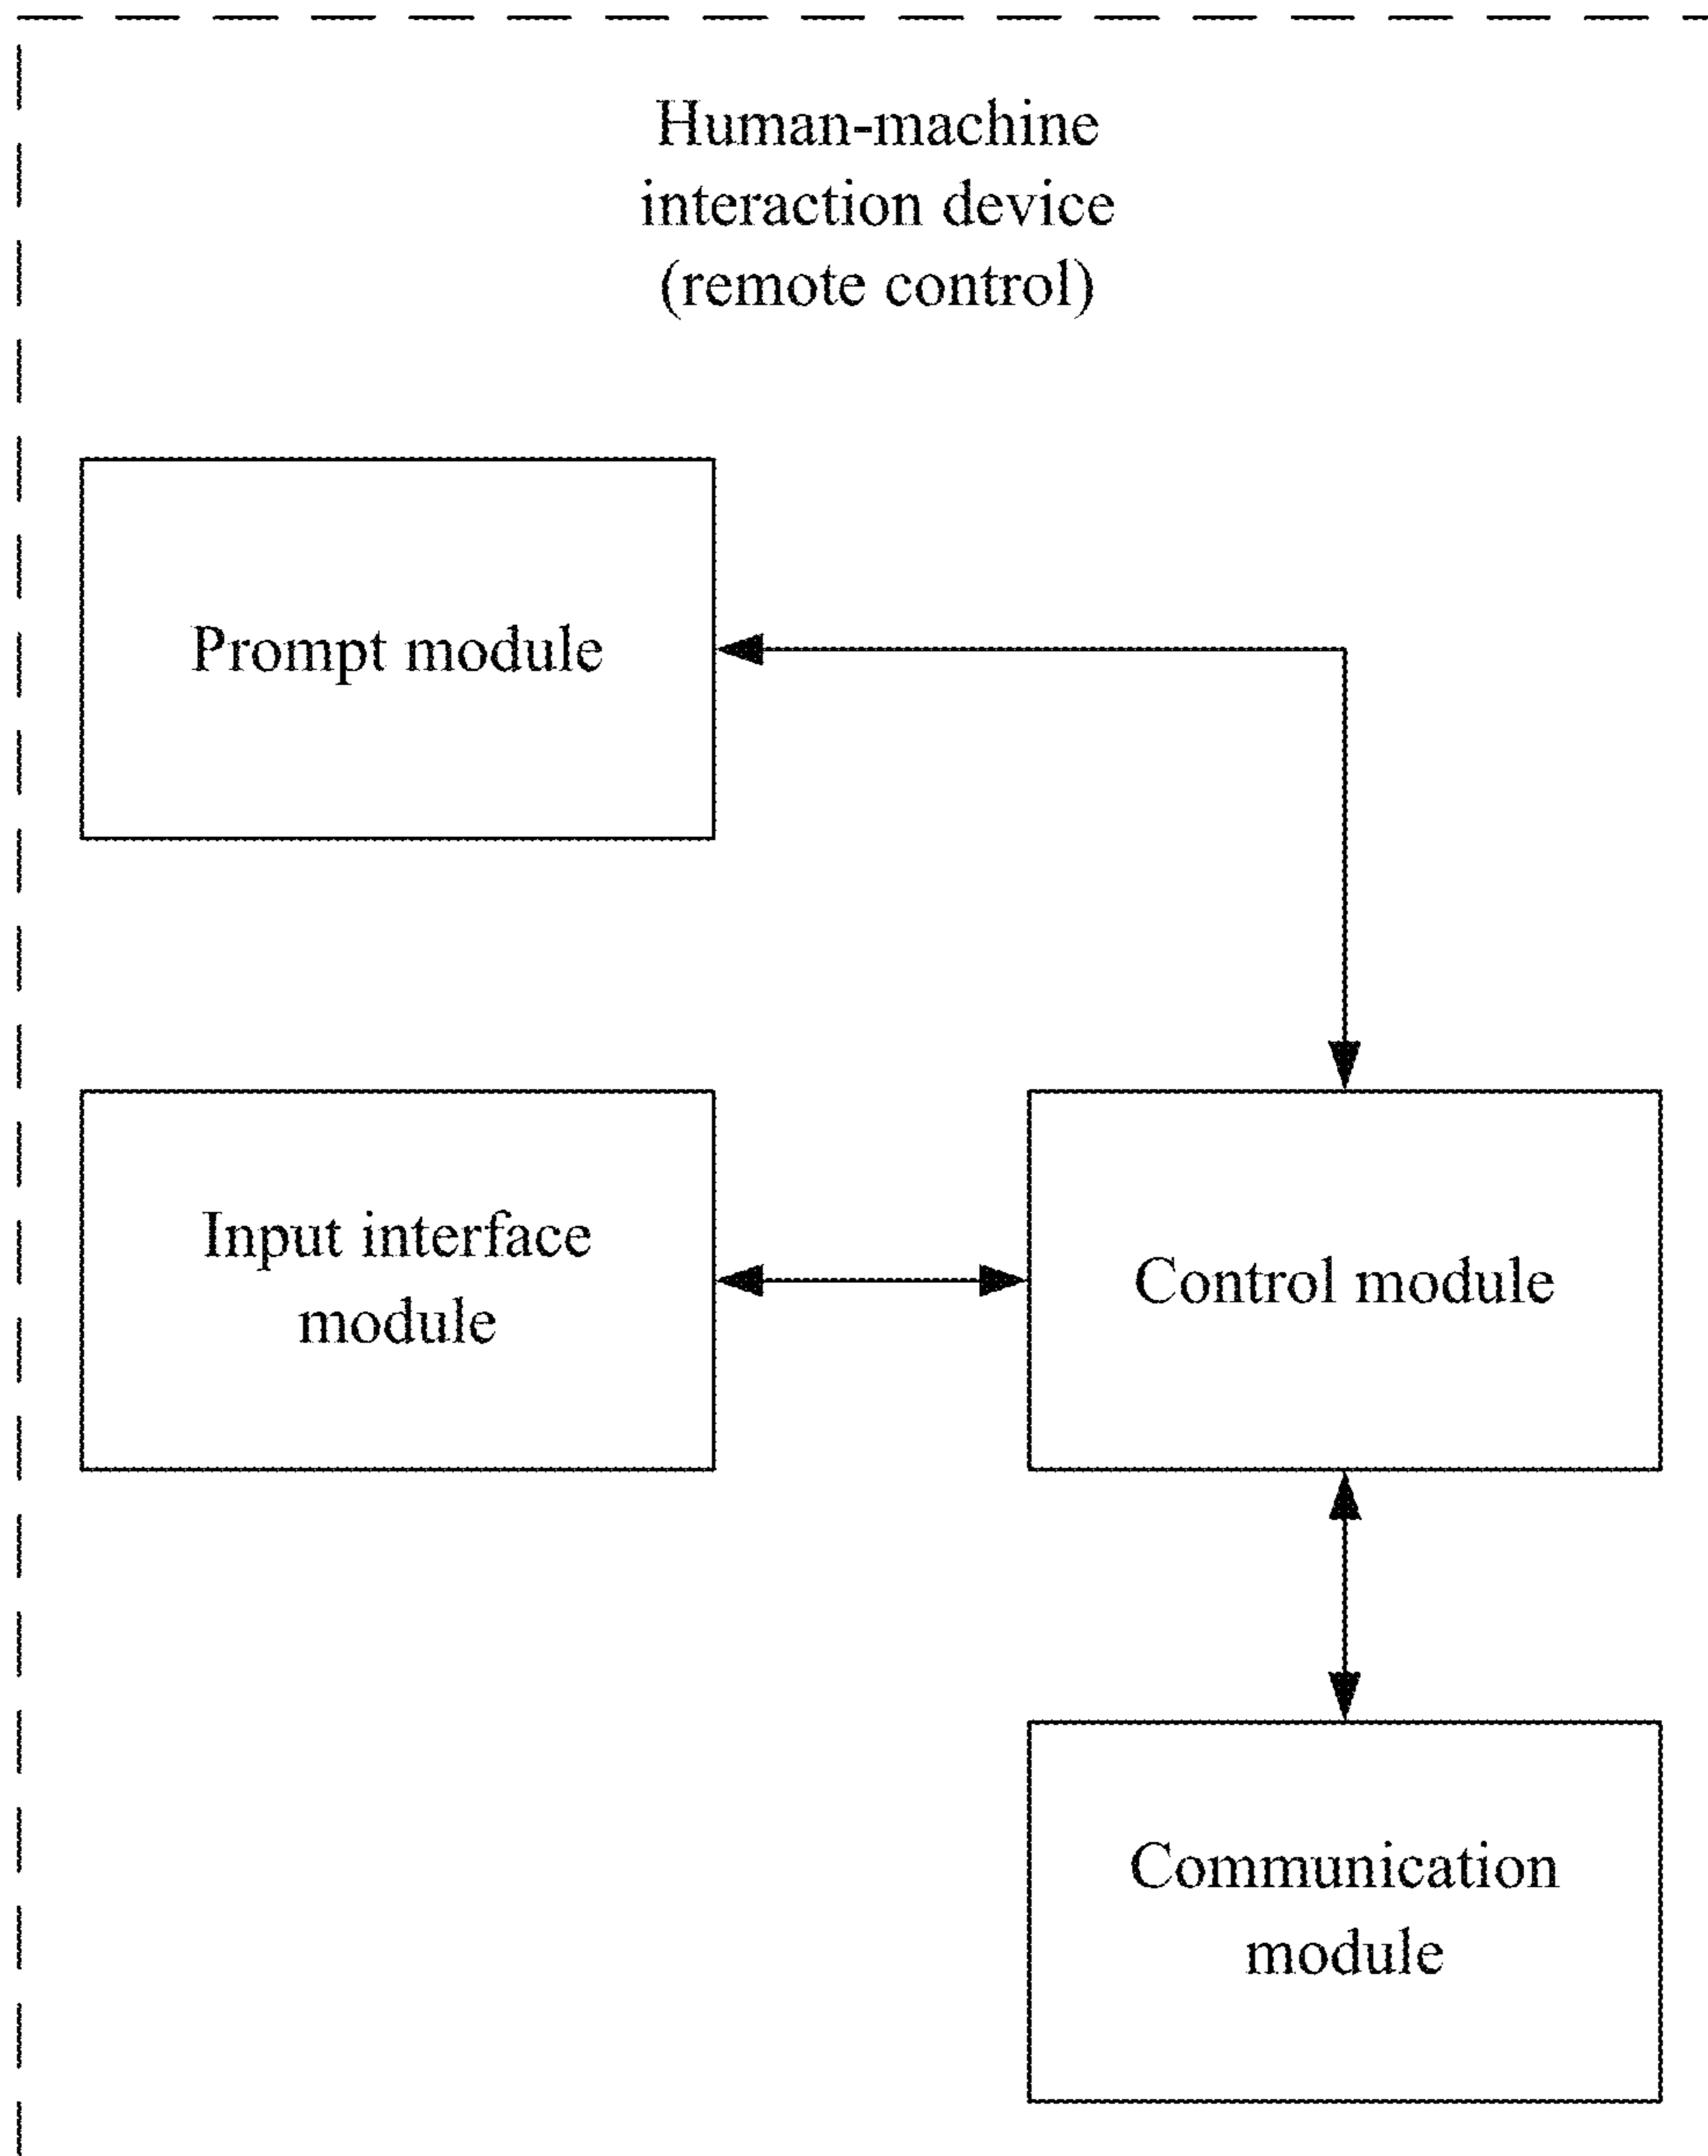 Human-machine
interaction device
(remote control)
Prompt module
Input interface
module
Control module
Communication
module